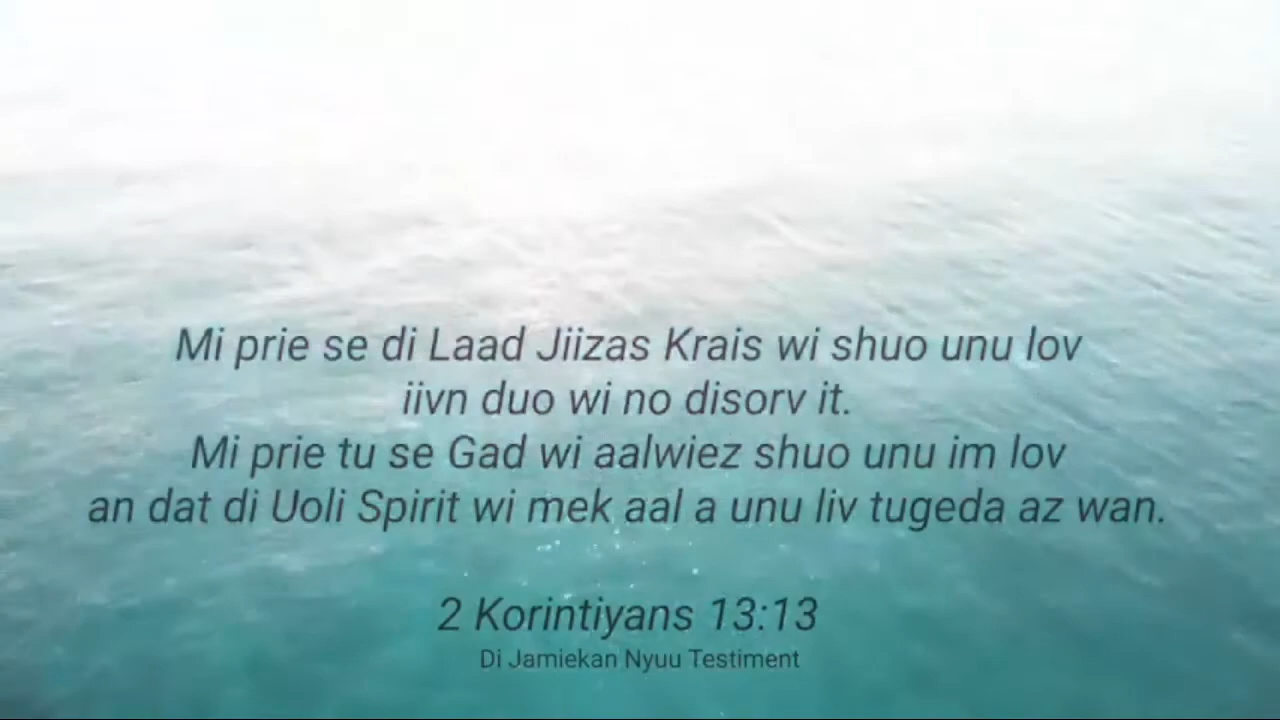 Mi prie se di Laad Jiizas Krais wi shuo unu lov
iivn duo wi no disorv it.
Mi prie tu se Gad wi aalwiez shuo unu im lov
an dat di Uoli Spirit wi mek aal a unu liv tugeda az wan.
2 Korintiyans 13:13
Di Jamiekan Nyuu Testiment